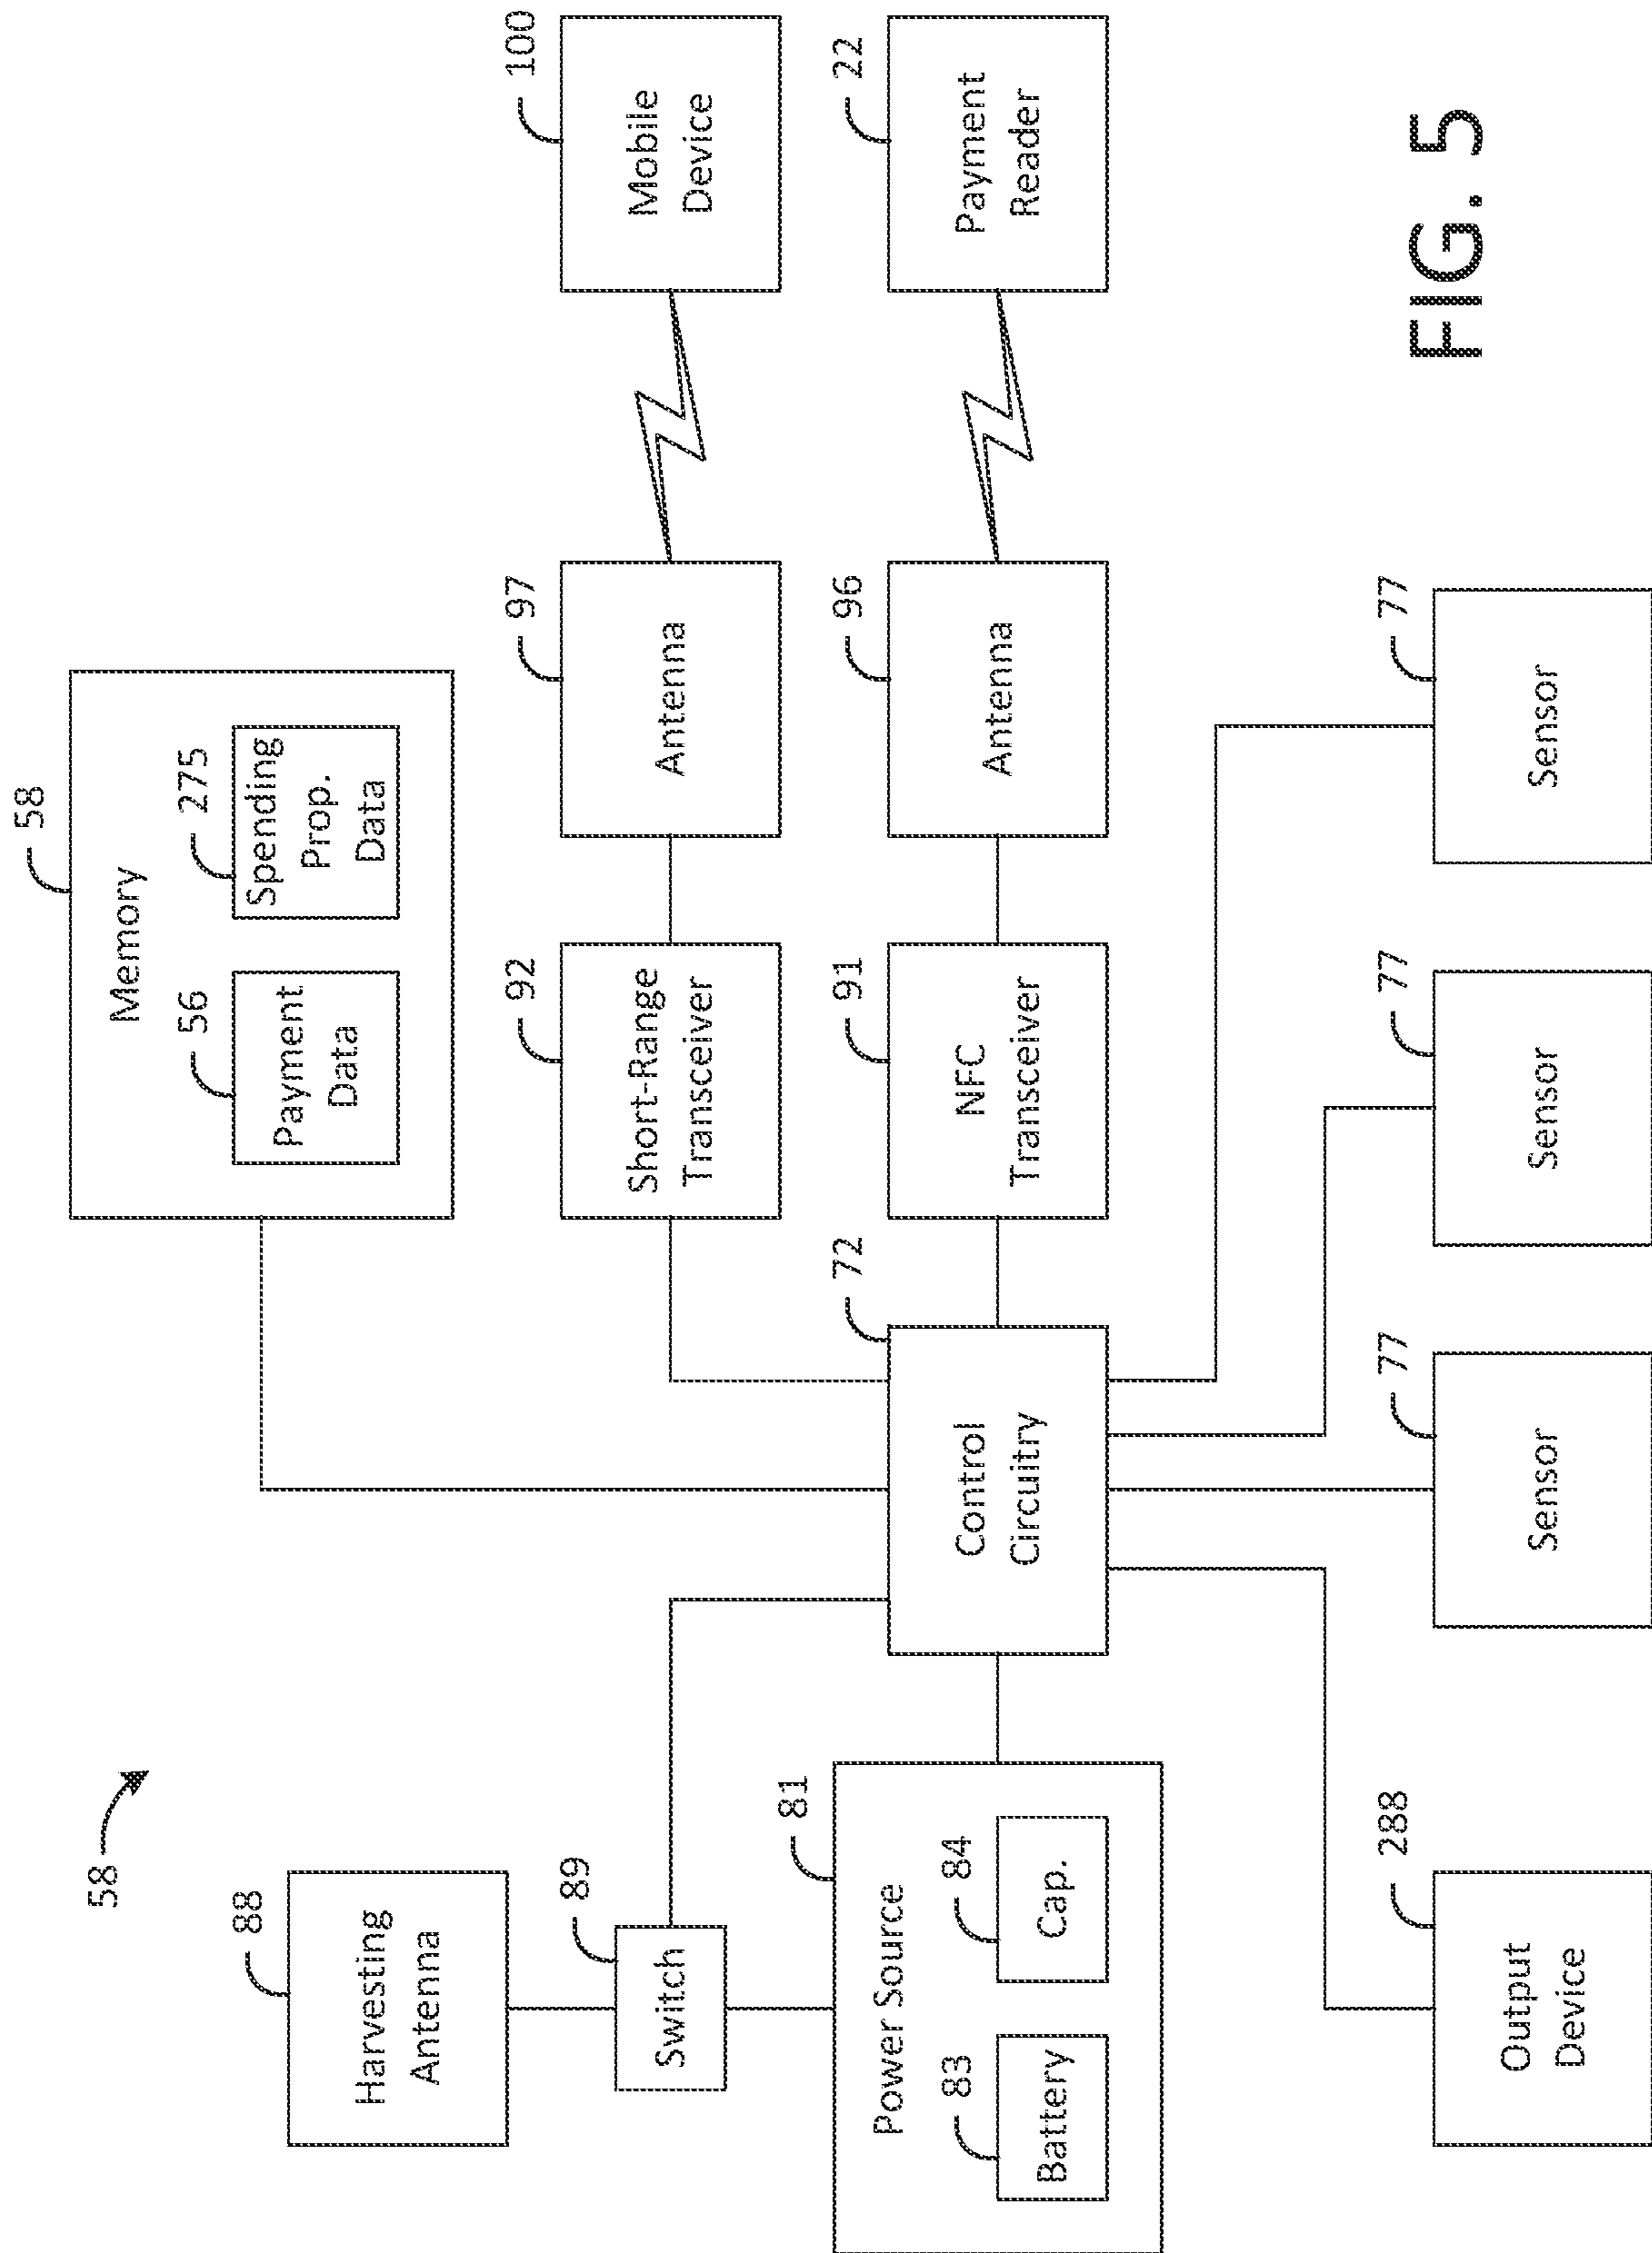 58
58
Memory
56
Payment
Data
275
Spending
Prop.
Data
88
Harvesting
Antenna
89
Switch
92
Short-Range
Transceiver
97
Antenna
100
Mobile
Device
81
Power Source
83
Battery
84
Cap.
72
Control
Circuitry
91
NFC
Transceiver
96
Antenna
22
Payment
Reader
288
Output
Device
77
Sensor
77
Sensor
77
Sensor
FIG. 5